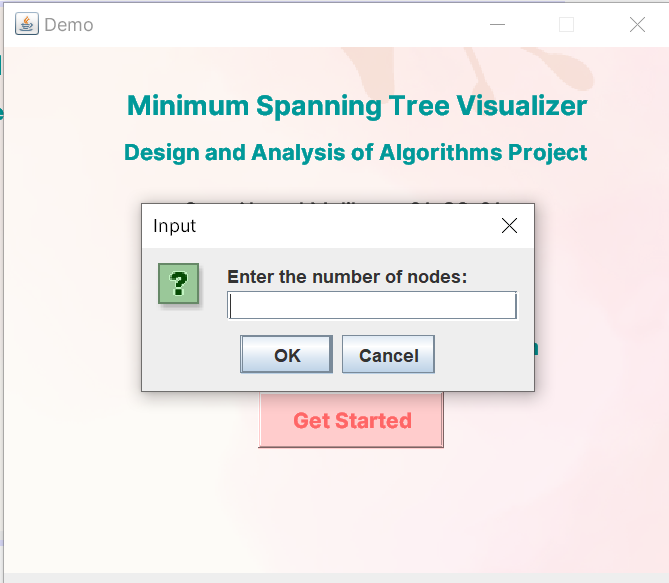 Demo
Minimum Spanning Tree Visualizer
Design and Analysis of Algorithms Project
Input
?
Enter the number of nodes:
OK
Cancel
Get Started